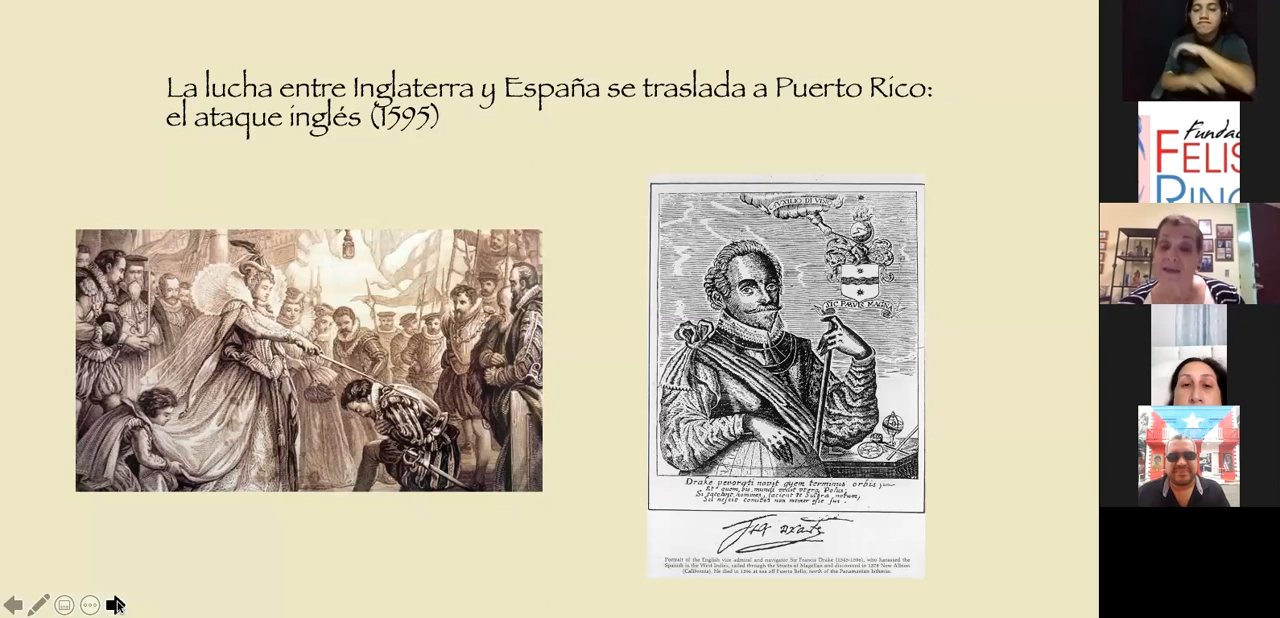 La lucha entre Inglaterra y España se traslada a Puerto Rico:
el ataque inglés (1595)
AUXILIO DIVINO
SIC PARVIS MAGNA
Drake peragrati novit quem terminus orbis,
Portrait of the English vice admiral and navigator Sir Francis Drake (1540-1596), who harassed the
Spanish in the West Indies, sailed through the Straits of Magellan and discovered in 1578 New Albion
(California). He died in 1596 at sea off Puerto Bello, north of the Panamanian Isthmus.
Fundac
FELIS
RINC